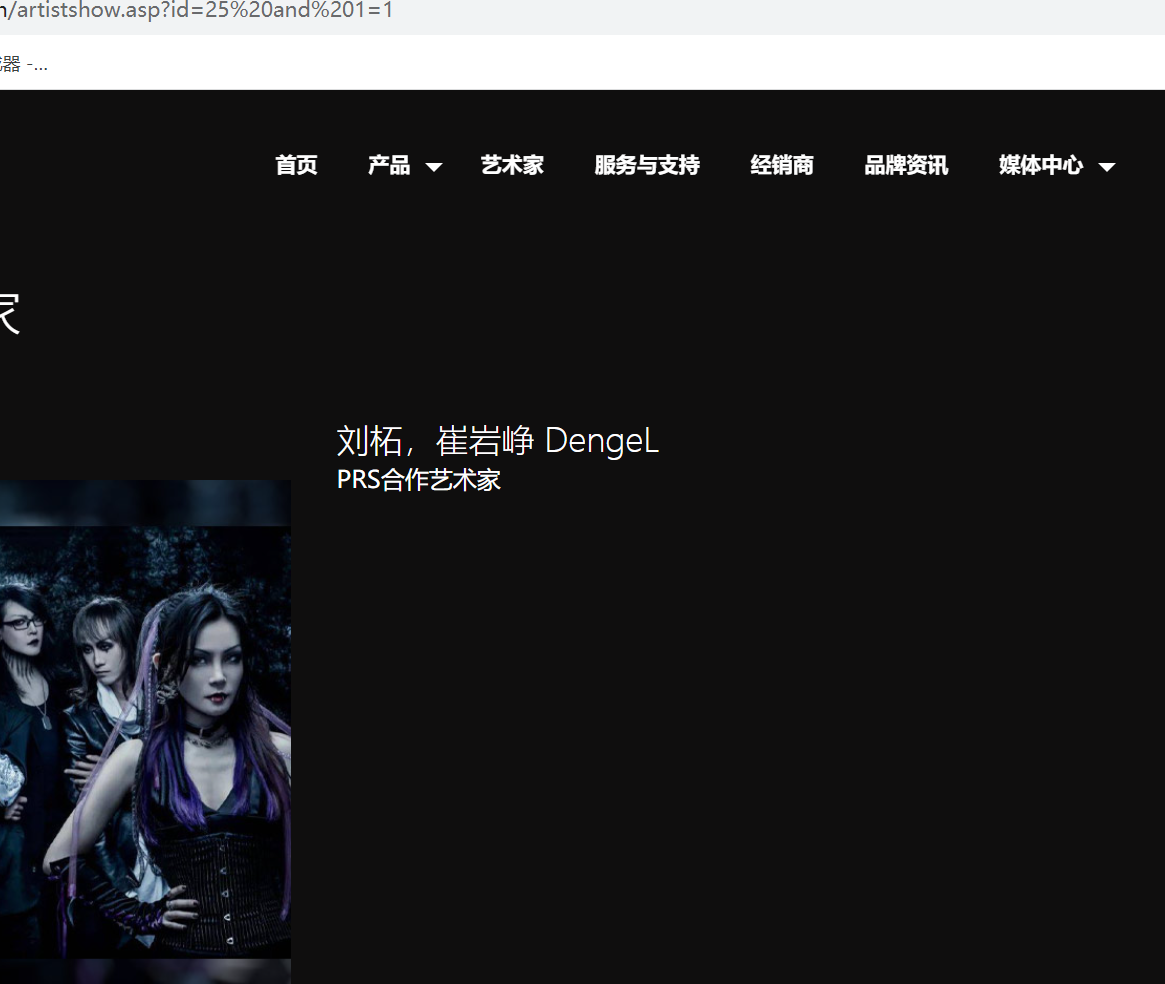 /artistshow.asp?id=25%20and%201=1
器 -...
首页 产品 艺术家 服务与支持 经销商 品牌资讯 媒体中心
家
刘柘，崔岩峥 DengeL
PRS合作艺术家